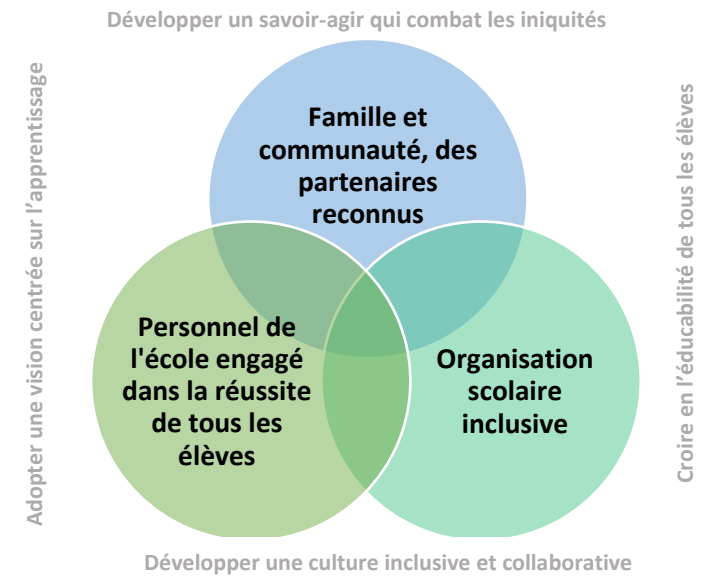 Développer un savoir-agir qui combat les iniquités
Adopter une vision centrée sur l’apprentissage
Famille et
communauté, des
partenaires
reconnus
Croire en l’éducabilité de tous les élèves
Personnel de
l'école engagé
dans la réussite
de tous les
élèves
Organisation
scolaire
inclusive
Développer une culture inclusive et collaborative